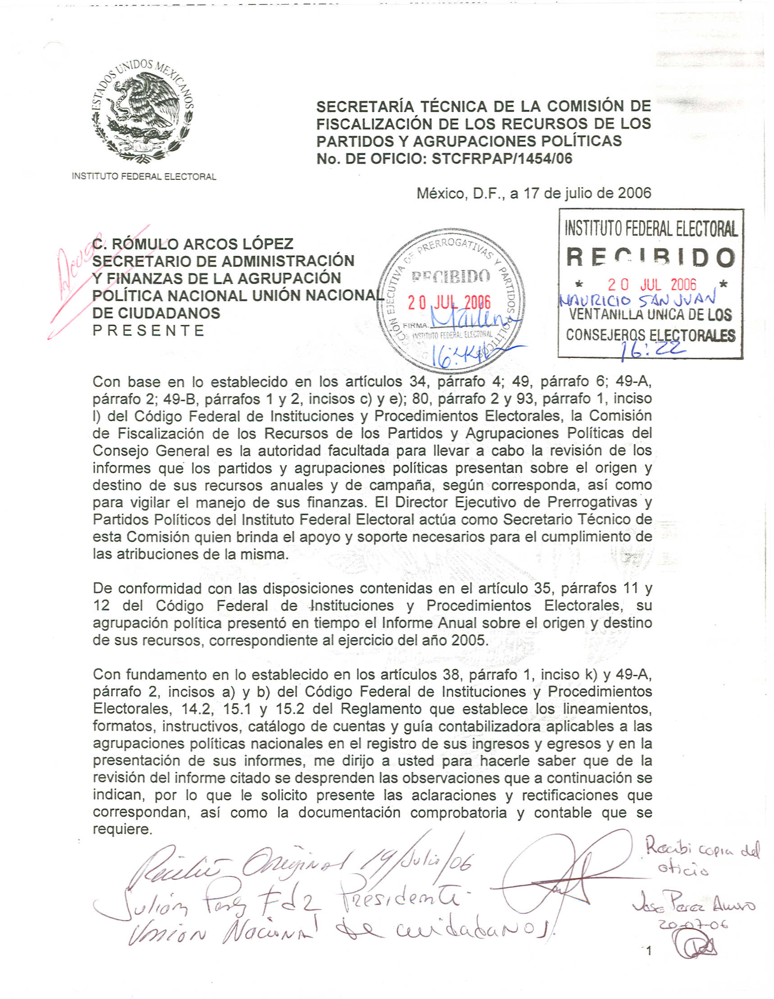 ESTADOS UNIDOS MEXICANOS
INSTITUTO FEDERAL ELECTORAL
SECRETARÍA TÉCNICA DE LA COMISIÓN DE
FISCALIZACIÓN DE LOS RECURSOS DE LOS
PARTIDOS Y AGRUPACIONES POLÍTICAS
No. DE OFICIO: STCFRPAP/1454/06
México, D.F., a 17 de julio de 2006
Acuse
C. RÓMULO ARCOS LÓPEZ
SECRETARIO DE ADMINISTRACIÓN
Y FINANZAS DE LA AGRUPACIÓN
POLÍTICA NACIONAL UNIÓN NACIONAL
DE CIUDADANOS
P R E S E N T E
EJECUTIVA DE PRERROGATIVAS Y PARTIDOS POLÍTICOS
RECIBIDO
20 JUL 2006
FIRMA.
INSTITUTO FEDERAL ELECTORAL
INSTITUTO FEDERAL ELECTORAL
RECIBIDO
* 20 JUL 2006 *
MAURICIO SAN JUAN
VENTANILLA UNICA DE LOS
CONSEJEROS ELECTORALES
16:22
Con base en lo establecido en los artículos 34, párrafo 4; 49, párrafo 6; 49-A,
párrafo 2; 49-B, párrafos 1 y 2, incisos c) y e); 80, párrafo 2 y 93, párrafo 1, inciso
l) del Código Federal de Instituciones y Procedimientos Electorales, la Comisión
de Fiscalización de los Recursos de los Partidos y Agrupaciones Políticas del
Consejo General es la autoridad facultada para llevar a cabo la revisión de los
informes que los partidos y agrupaciones políticas presentan sobre el origen y
destino de sus recursos anuales y de campaña, según corresponda, así como
para vigilar el manejo de sus finanzas. El Director Ejecutivo de Prerrogativas y
Partidos Políticos del Instituto Federal Electoral actúa como Secretario Técnico de
esta Comisión quien brinda el apoyo y soporte necesarios para el cumplimiento de
las atribuciones de la misma.
De conformidad con las disposiciones contenidas en el artículo 35, párrafos 11 y
12 del Código Federal de Instituciones y Procedimientos Electorales, su
agrupación política presentó en tiempo el Informe Anual sobre el origen y destino
de sus recursos, correspondiente al ejercicio del año 2005.
Con fundamento en lo establecido en los artículos 38, párrafo 1, inciso k) y 49-A,
párrafo 2, incisos a) y b) del Código Federal de Instituciones y Procedimientos
Electorales, 14.2, 15.1 y 15.2 del Reglamento que establece los lineamientos,
formatos, instructivos, catálogo de cuentas y guía contabilizadora aplicables a las
agrupaciones políticas nacionales en el registro de sus ingresos y egresos y en la
presentación de sus informes, me dirijo a usted para hacerle saber que de la
revisión del informe citado se desprenden las observaciones que a continuación se
indican, por lo que le solicito presente las aclaraciones y rectificaciones que
correspondan, así como la documentación comprobatoria y contable que se
requiere.
Recibí Original 19/Julio/06
Julián Fdz Presidente
Union Nacional de ciudadanos.
Recibi copia del
oficio
Jose Perez
20-07-06
1